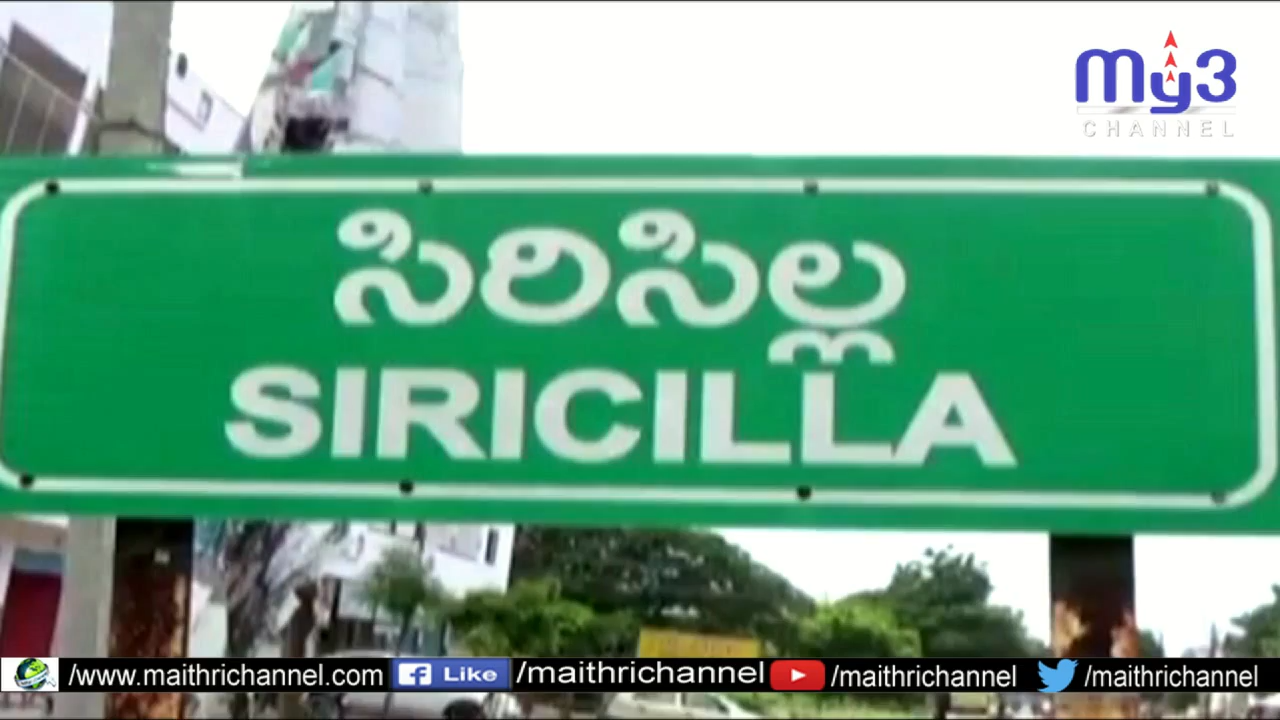 My3
CHANNEL
సిరిసిల్ల
SIRICILLA
/www.maithrichannel.com f Like /maithrichannel /maithrichannel /maithrichannel